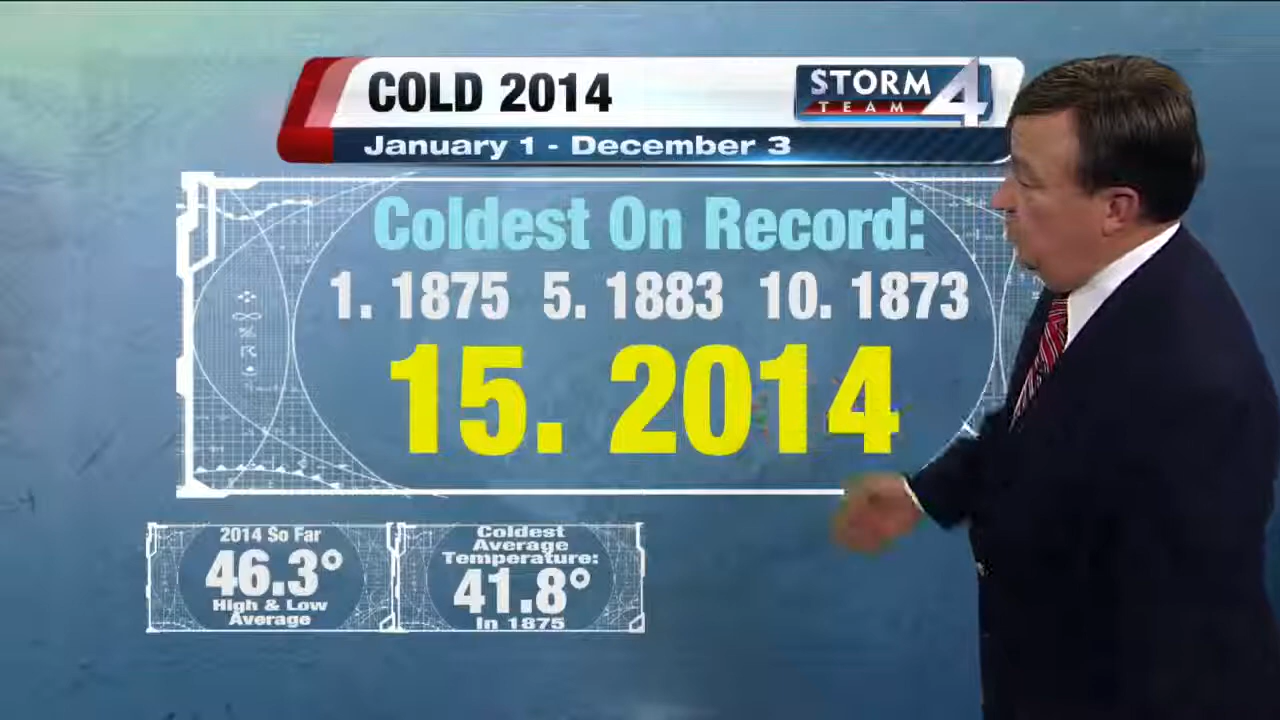 COLD 2014
STORM 4
TEAM
January 1 - December 3
Coldest On Record:
1. 1875 5. 1883 10. 1873
15. 2014
2014 So Far
46.3°
High & Low
Average
Coldest
Average
Temperature:
41.8°
In 1875